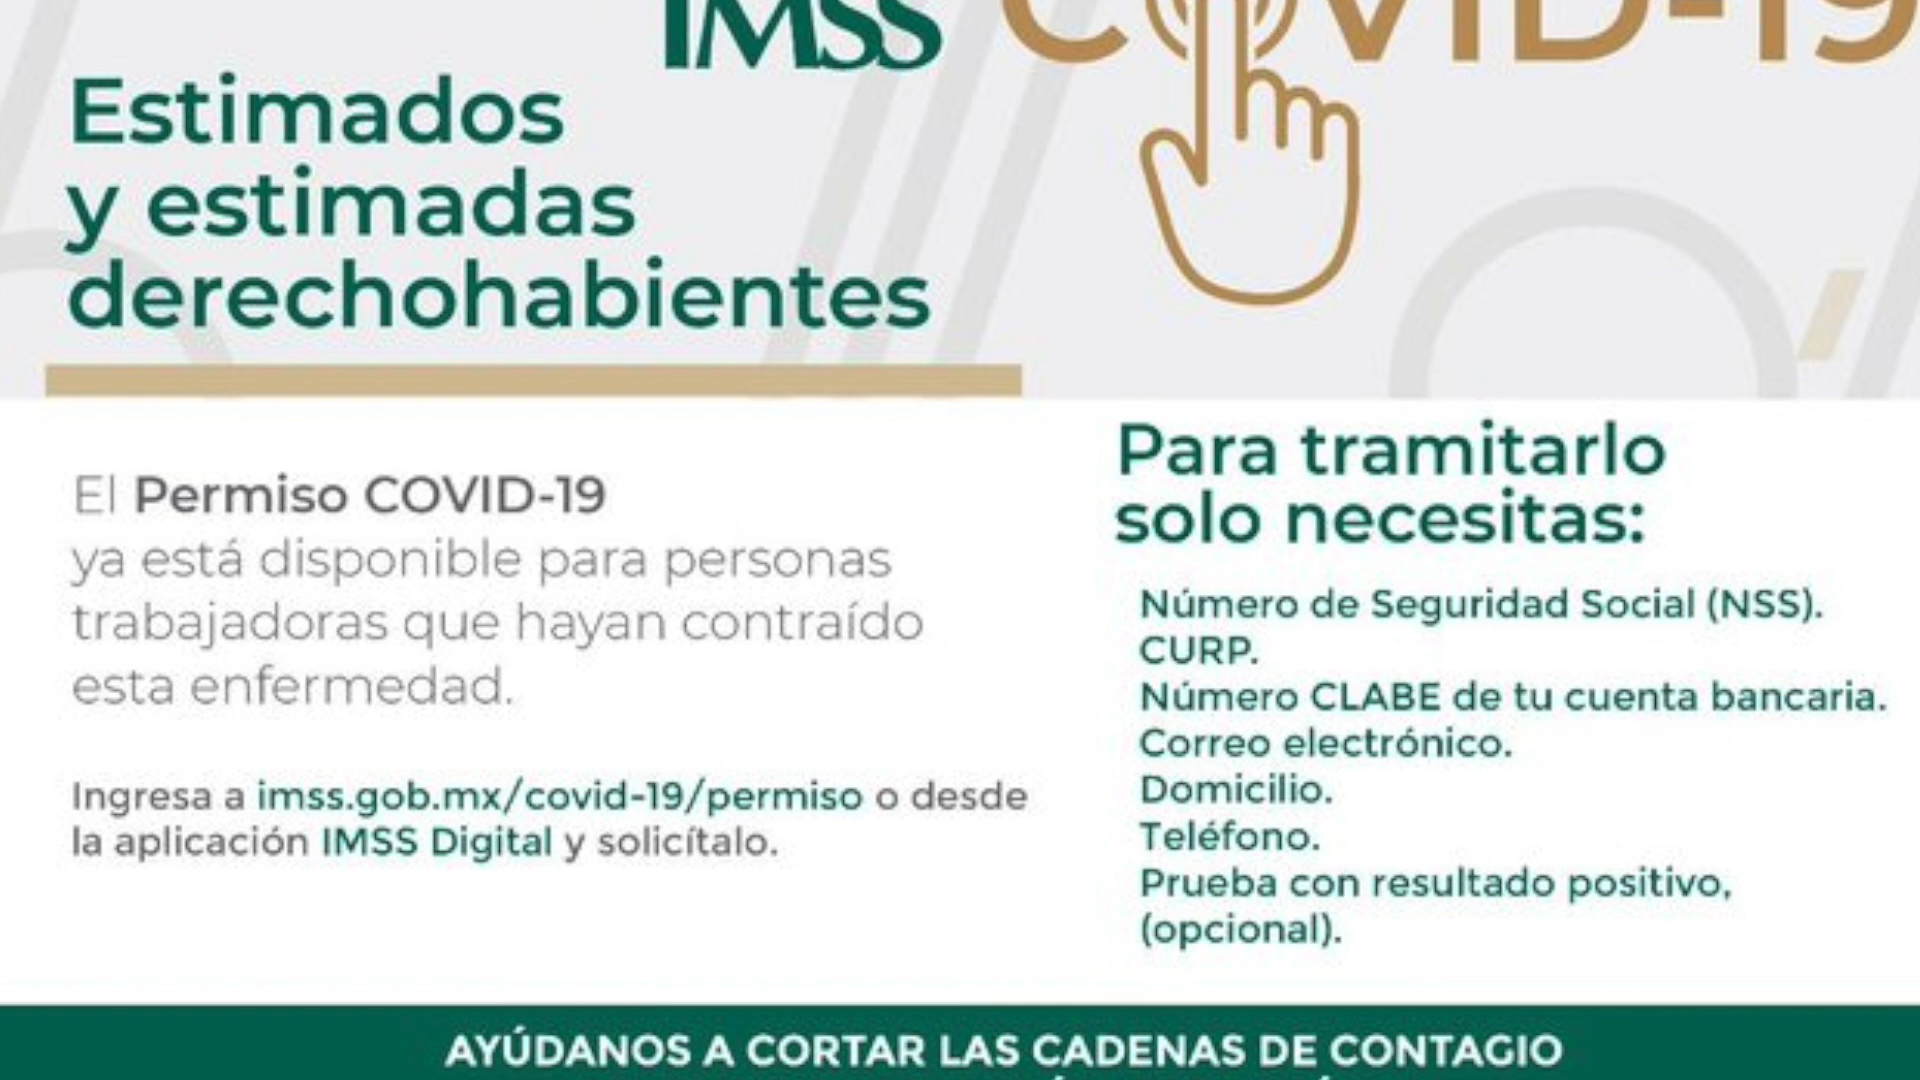 IMSS
COVID-19
Estimados
y estimadas
derechohabientes
El Permiso COVID-19
ya está disponible para personas
trabajadoras que hayan contraído
esta enfermedad.
Ingresa a imss.gob.mx/covid-19/permiso o desde
la aplicación IMSS Digital y solicítalo.
Para tramitarlo
solo necesitas:
Número de Seguridad Social (NSS).
CURP.
Número CLABE de tu cuenta bancaria.
Correo electrónico.
Domicilio.
Teléfono.
Prueba con resultado positivo,
(opcional).
AYÚDANOS A CORTAR LAS CADENAS DE CONTAGIO